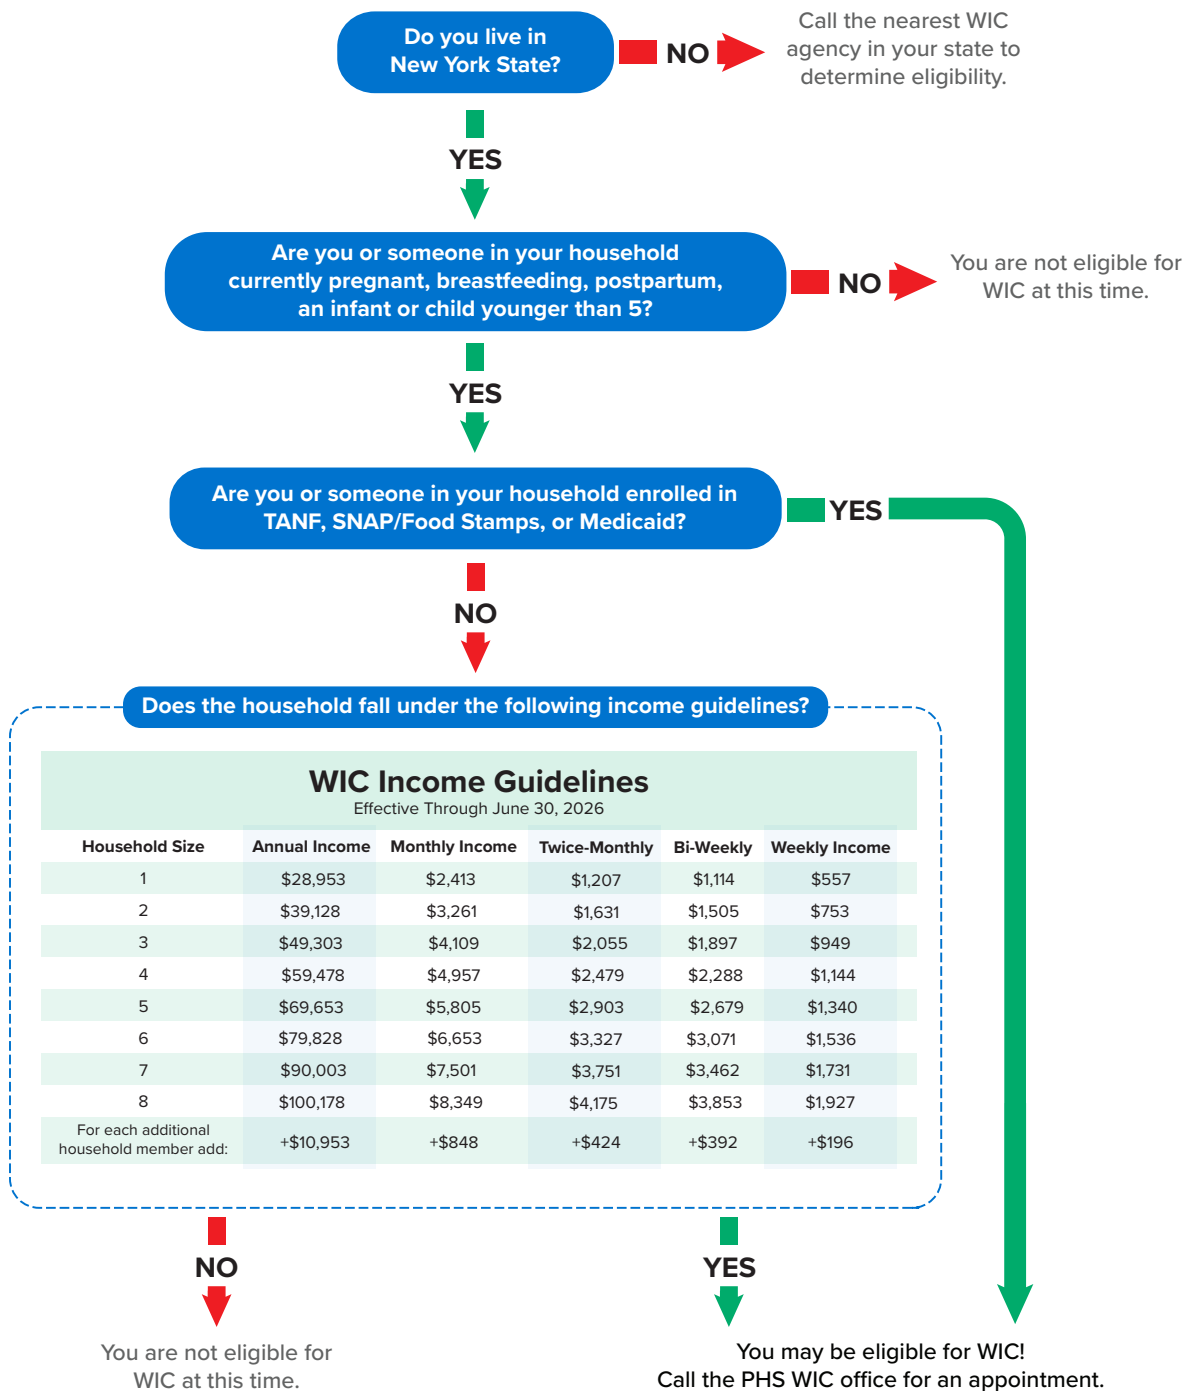 Do you live in
New York State?
NO
Call the nearest WIC
agency in your state to
determine eligibility.
YES
Are you or someone in your household
currently pregnant, breastfeeding, postpartum,
an infant or child younger than 5?
NO
You are not eligible for
WIC at this time.
YES
Are you or someone in your household enrolled in
TANF, SNAP/Food Stamps, or Medicaid?
YES
NO
Does the household fall under the following income guidelines?
WIC Income Guidelines
Effective Through June 30, 2026
Household Size Annual Income Monthly Income Twice-Monthly Bi-Weekly Weekly Income
1 $28,953 $2,413 $1,207 $1,114 $557
2 $39,128 $3,261 $1,631 $1,505 $753
3 $49,303 $4,109 $2,055 $1,897 $949
4 $59,478 $4,957 $2,479 $2,288 $1,144
5 $69,653 $5,805 $2,903 $2,679 $1,340
6 $79,828 $6,653 $3,327 $3,071 $1,536
7 $90,003 $7,501 $3,751 $3,462 $1,731
8 $100,178 $8,349 $4,175 $3,853 $1,927
For each additional
household member add: +$10,953 +$848 +$424 +$392 +$196
NO
You are not eligible for
WIC at this time.
YES
You may be eligible for WIC!
Call the PHS WIC office for an appointment.